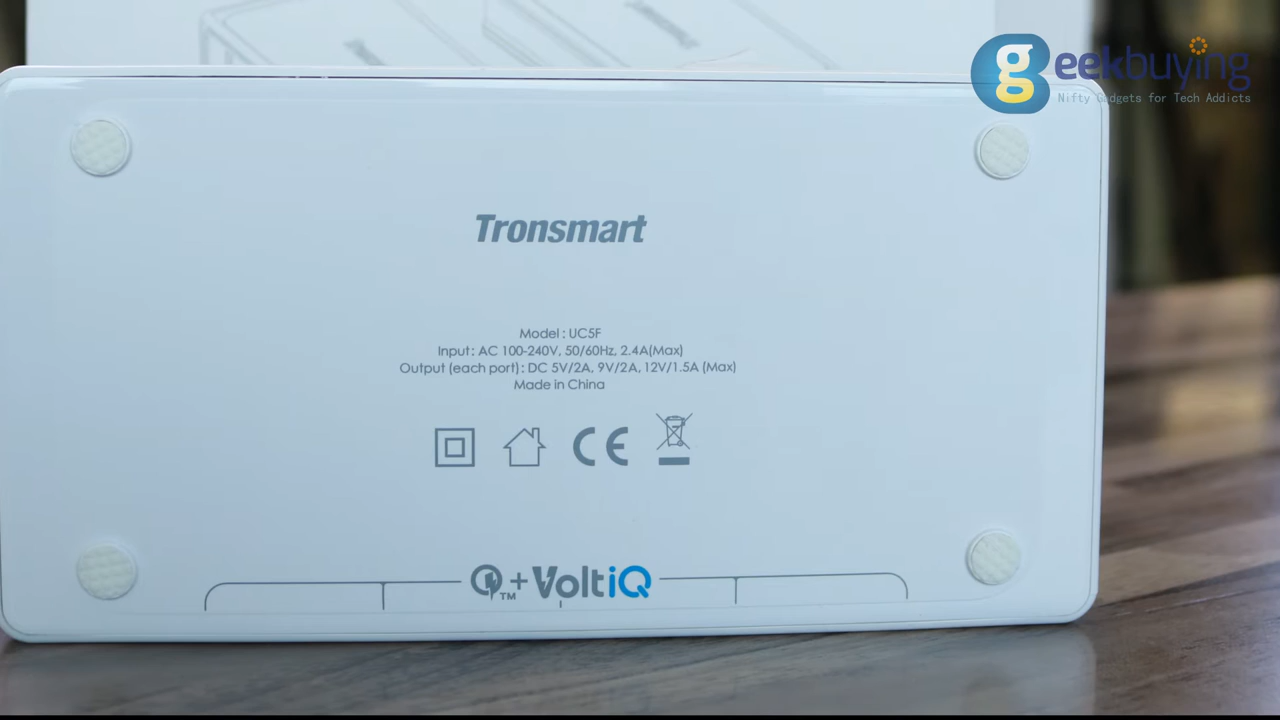 geekbuying
Nifty Gadgets for Tech Addicts
Tronsmart
Model : UC5F
Input : AC 100-240V, 50/60Hz, 2.4A(Max)
Output (each port) : DC 5V/2A, 9V/2A, 12V/1.5A (Max)
Made in China
CE
TM + VoltiQ